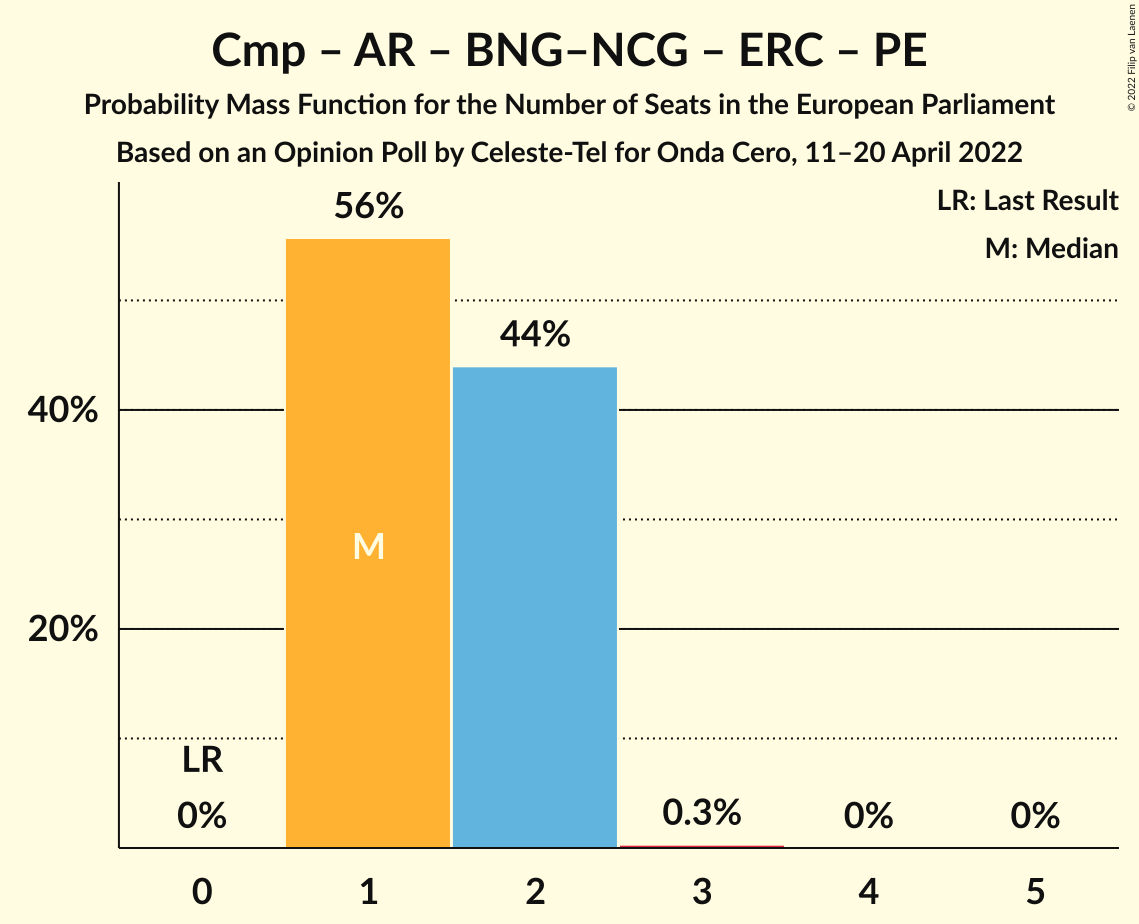 Cmp – AR – BNG–NCG – ERC – PE
Probability Mass Function for the Number of Seats in the European Parliament
Based on an Opinion Poll by Celeste-Tel for Onda Cero, 11–20 April 2022
© 2022 Filip van Laenen
LR: Last Result
M: Median
56%
44%
40%
M
20%
LR
0%
0.3%
0%
0%
0 1 2 3 4 5